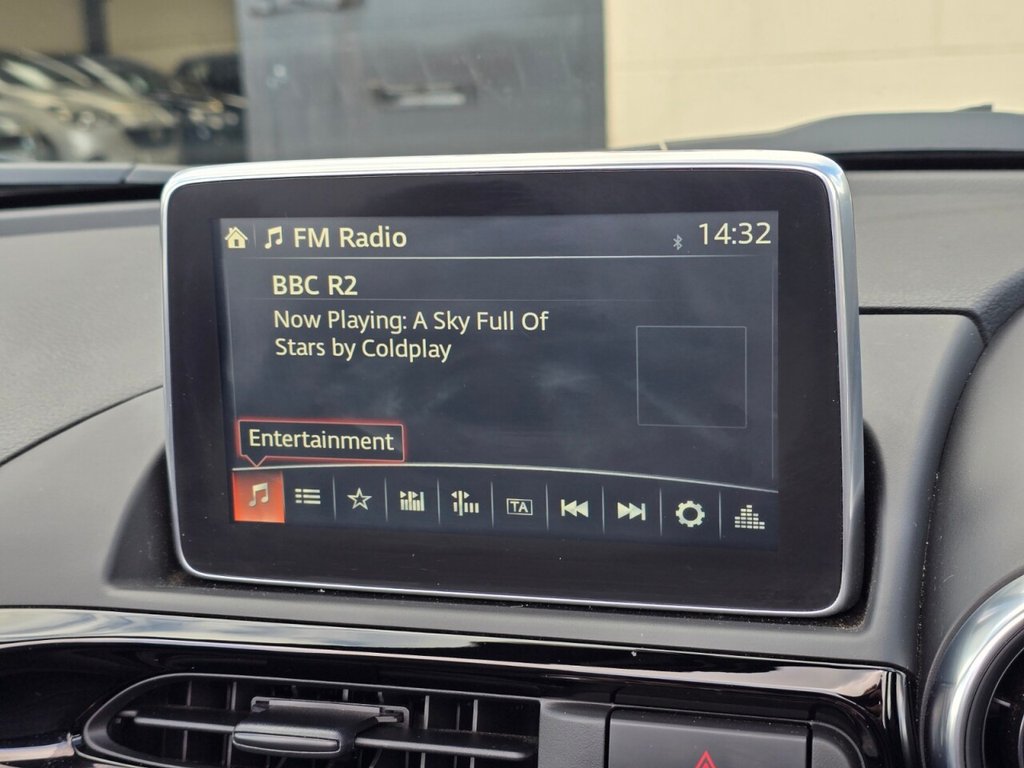 FM Radio 14:32
BBC R2
Now Playing: A Sky Full Of
Stars by Coldplay
Entertainment
TA